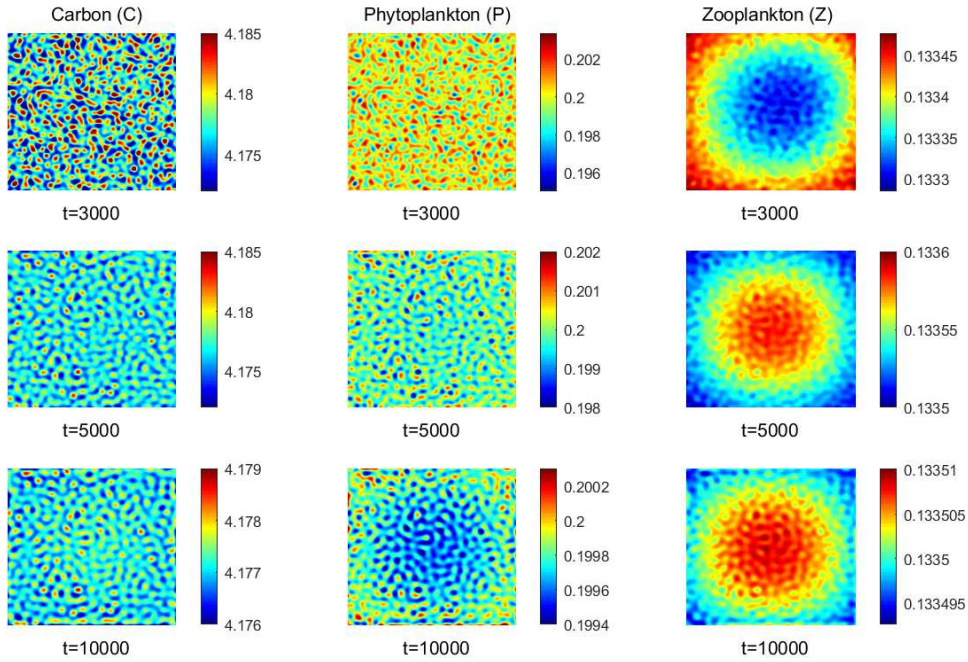 Carbon (C)
Phytoplankton (P)
Zooplankton (Z)
4.185
4.18
4.175
t=3000
0.202
0.2
0.198
0.196
t=3000
0.13345
0.1334
0.13335
0.1333
t=3000
4.185
4.18
4.175
t=5000
0.202
0.201
0.2
0.199
0.198
t=5000
0.1336
0.13355
0.1335
t=5000
4.179
4.178
4.177
4.176
t=10000
0.2002
0.2
0.1998
0.1996
0.1994
t=10000
0.13351
0.133505
0.1335
0.133495
t=10000